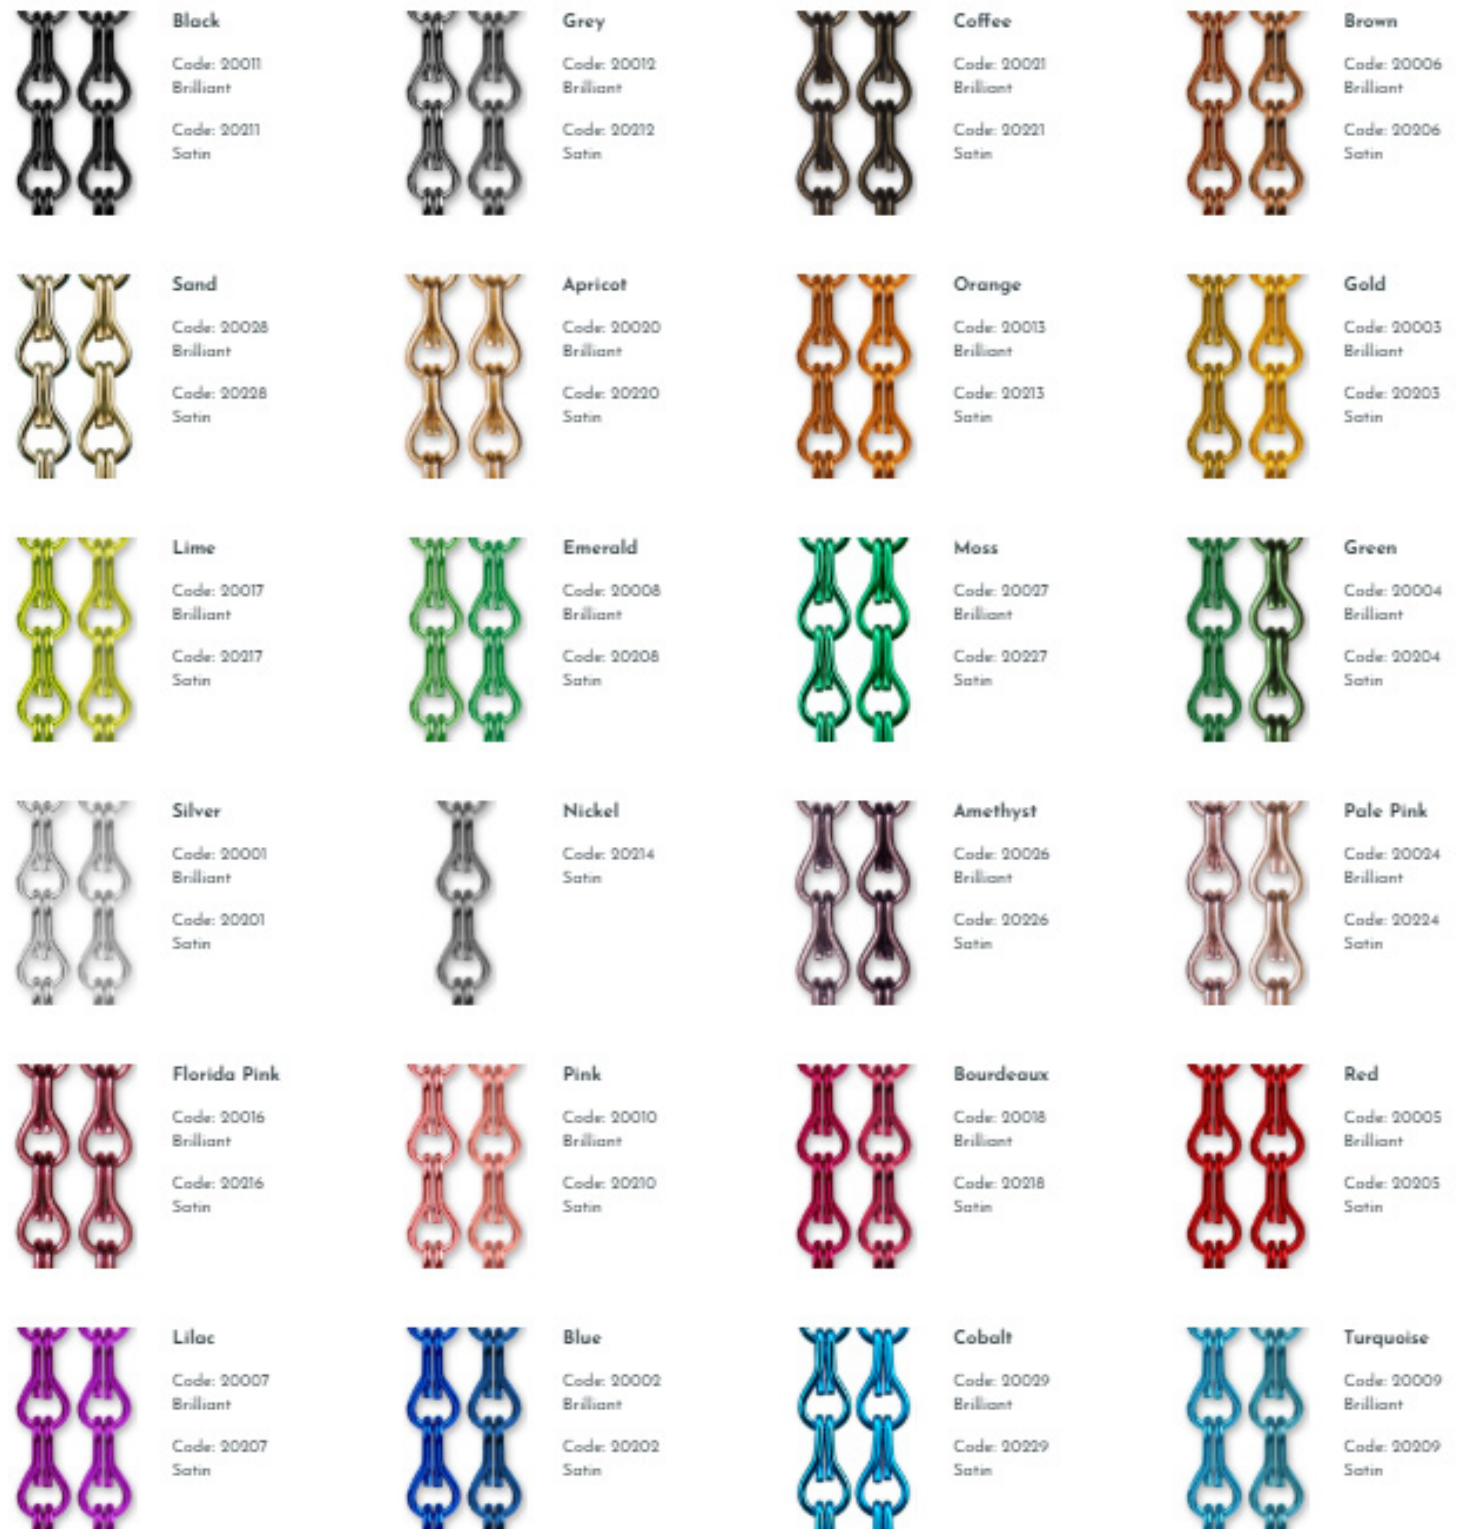 Black
Code: 20011
Brilliant
Code: 20211
Satin
Grey
Code: 20012
Brilliant
Code: 20212
Satin
Coffee
Code: 20021
Brilliant
Code: 20221
Satin
Brown
Code: 20006
Brilliant
Code: 20206
Satin
Sand
Code: 20028
Brilliant
Code: 20228
Satin
Apricot
Code: 20020
Brilliant
Code: 20220
Satin
Orange
Code: 20013
Brilliant
Code: 20213
Satin
Gold
Code: 20003
Brilliant
Code: 20203
Satin
Lime
Code: 20017
Brilliant
Code: 20217
Satin
Emerald
Code: 20008
Brilliant
Code: 20208
Satin
Moss
Code: 20027
Brilliant
Code: 20227
Satin
Green
Code: 20004
Brilliant
Code: 20204
Satin
Silver
Code: 20001
Brilliant
Code: 20201
Satin
Nickel
Code: 20214
Satin
Amethyst
Code: 20026
Brilliant
Code: 20226
Satin
Pale Pink
Code: 20024
Brilliant
Code: 20224
Satin
Florida Pink
Code: 20016
Brilliant
Code: 20216
Satin
Pink
Code: 20010
Brilliant
Code: 20210
Satin
Bourdeaux
Code: 20018
Brilliant
Code: 20218
Satin
Red
Code: 20005
Brilliant
Code: 20205
Satin
Lilac
Code: 20007
Brilliant
Code: 20207
Satin
Blue
Code: 20002
Brilliant
Code: 20202
Satin
Cobalt
Code: 20029
Brilliant
Code: 20229
Satin
Turquoise
Code: 20009
Brilliant
Code: 20209
Satin